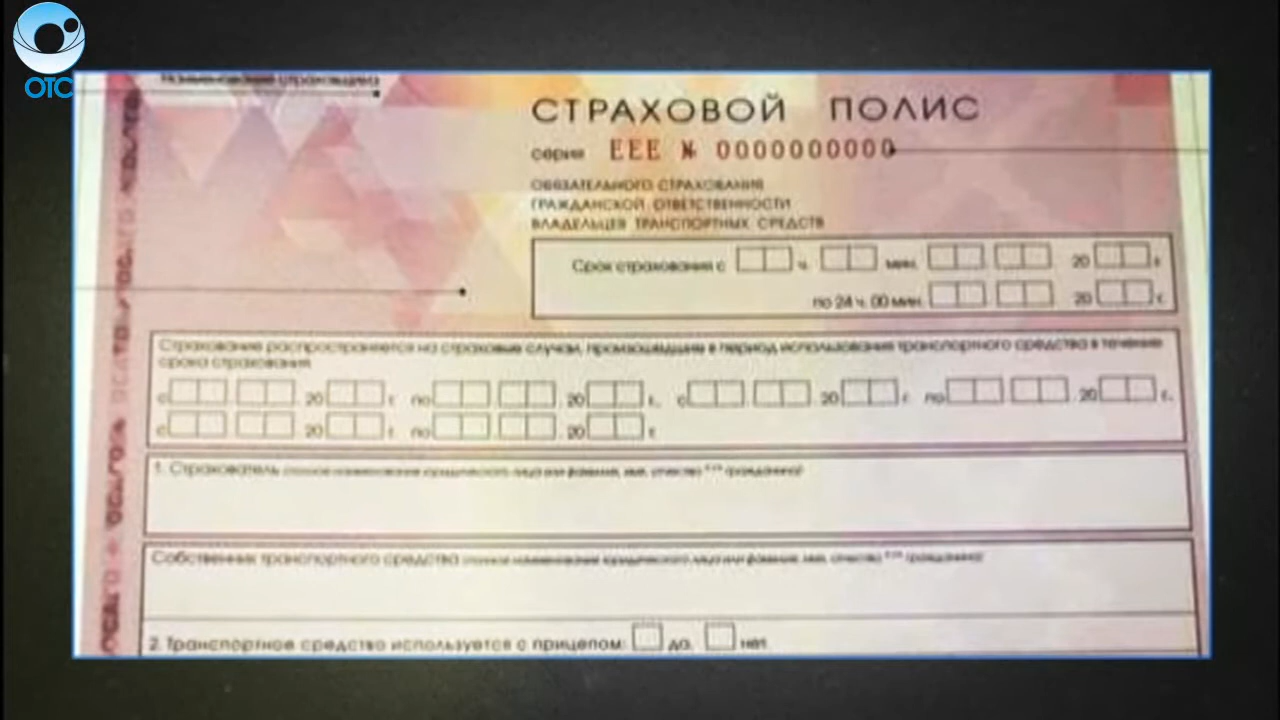 ОТС
Наименование страховщика
СТРАХОВОЙ ПОЛИС
серия ЕЕЕ № 0000000000
ОБЯЗАТЕЛЬНОГО СТРАХОВАНИЯ
ГРАЖДАНСКОЙ ОТВЕТСТВЕННОСТИ
ВЛАДЕЛЬЦЕВ ТРАНСПОРТНЫХ СРЕДСТВ
Срок страхования с ч. мин. 20 г.
по 24 ч. 00 мин. 20 г.
Страхование распространяется на страховые случаи, произошедшие в период использования транспортного средства в течение
срока страхования
с 20 г. по 20 г., с 20 г. по 20 г.,
с 20 г. по 20 г.
1. Страхователь (полное наименование юридического лица или фамилия, имя, отчество гражданина)
Собственник транспортного средства (полное наименование юридического лица или фамилия, имя, отчество гражданина)
2. Транспортное средство используется с прицепом: да, нет